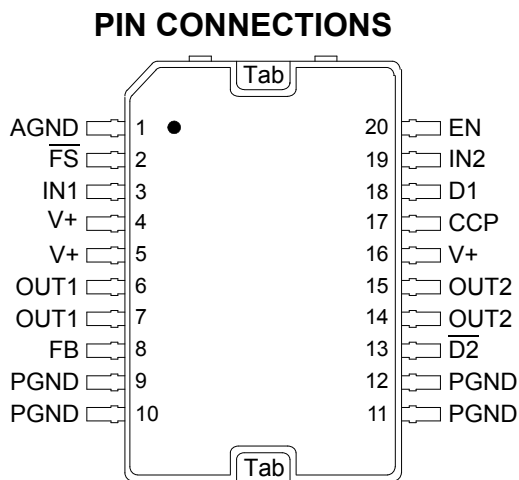 PIN CONNECTIONS
Tab
AGND 1 20 EN
F̅S̅ 2 19 IN2
IN1 3 18 D1
V+ 4 17 CCP
V+ 5 16 V+
OUT1 6 15 OUT2
OUT1 7 14 OUT2
FB 8 13 D̅2̅
PGND 9 12 PGND
PGND 10 11 PGND
Tab